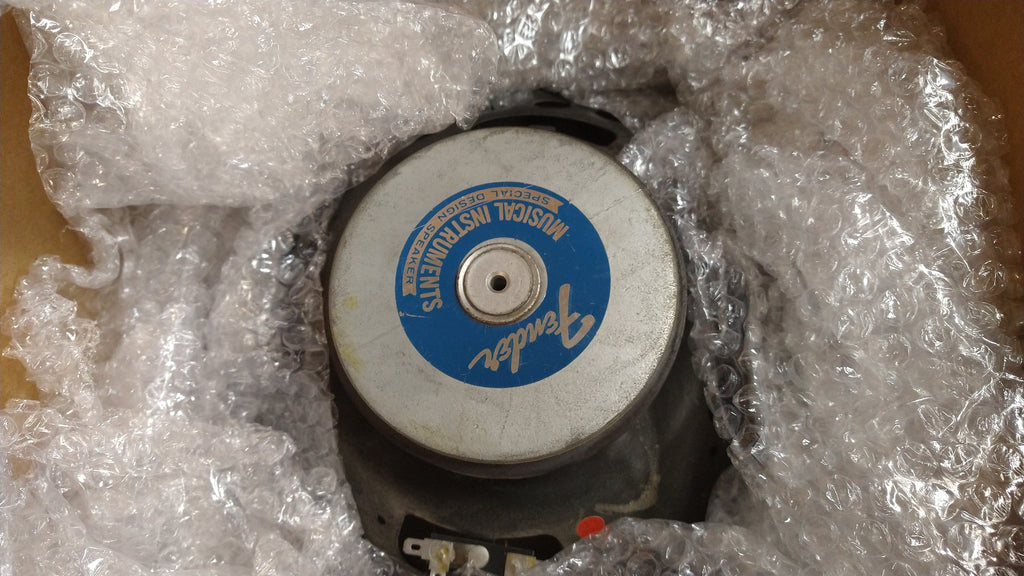 Fender
MUSICAL INSTRUMENTS
SPECIAL DESIGN SPEAKER